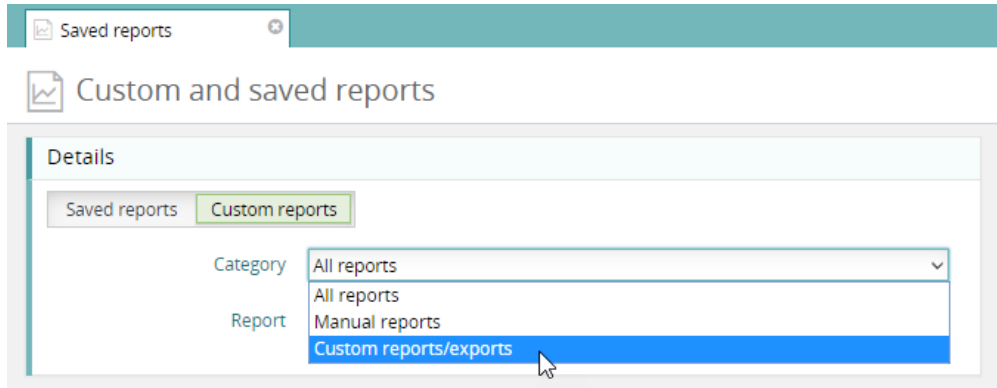 Saved reports
Custom and saved reports
Details
Saved reports Custom reports
Category All reports
All reports
Report Manual reports
Custom reports/exports